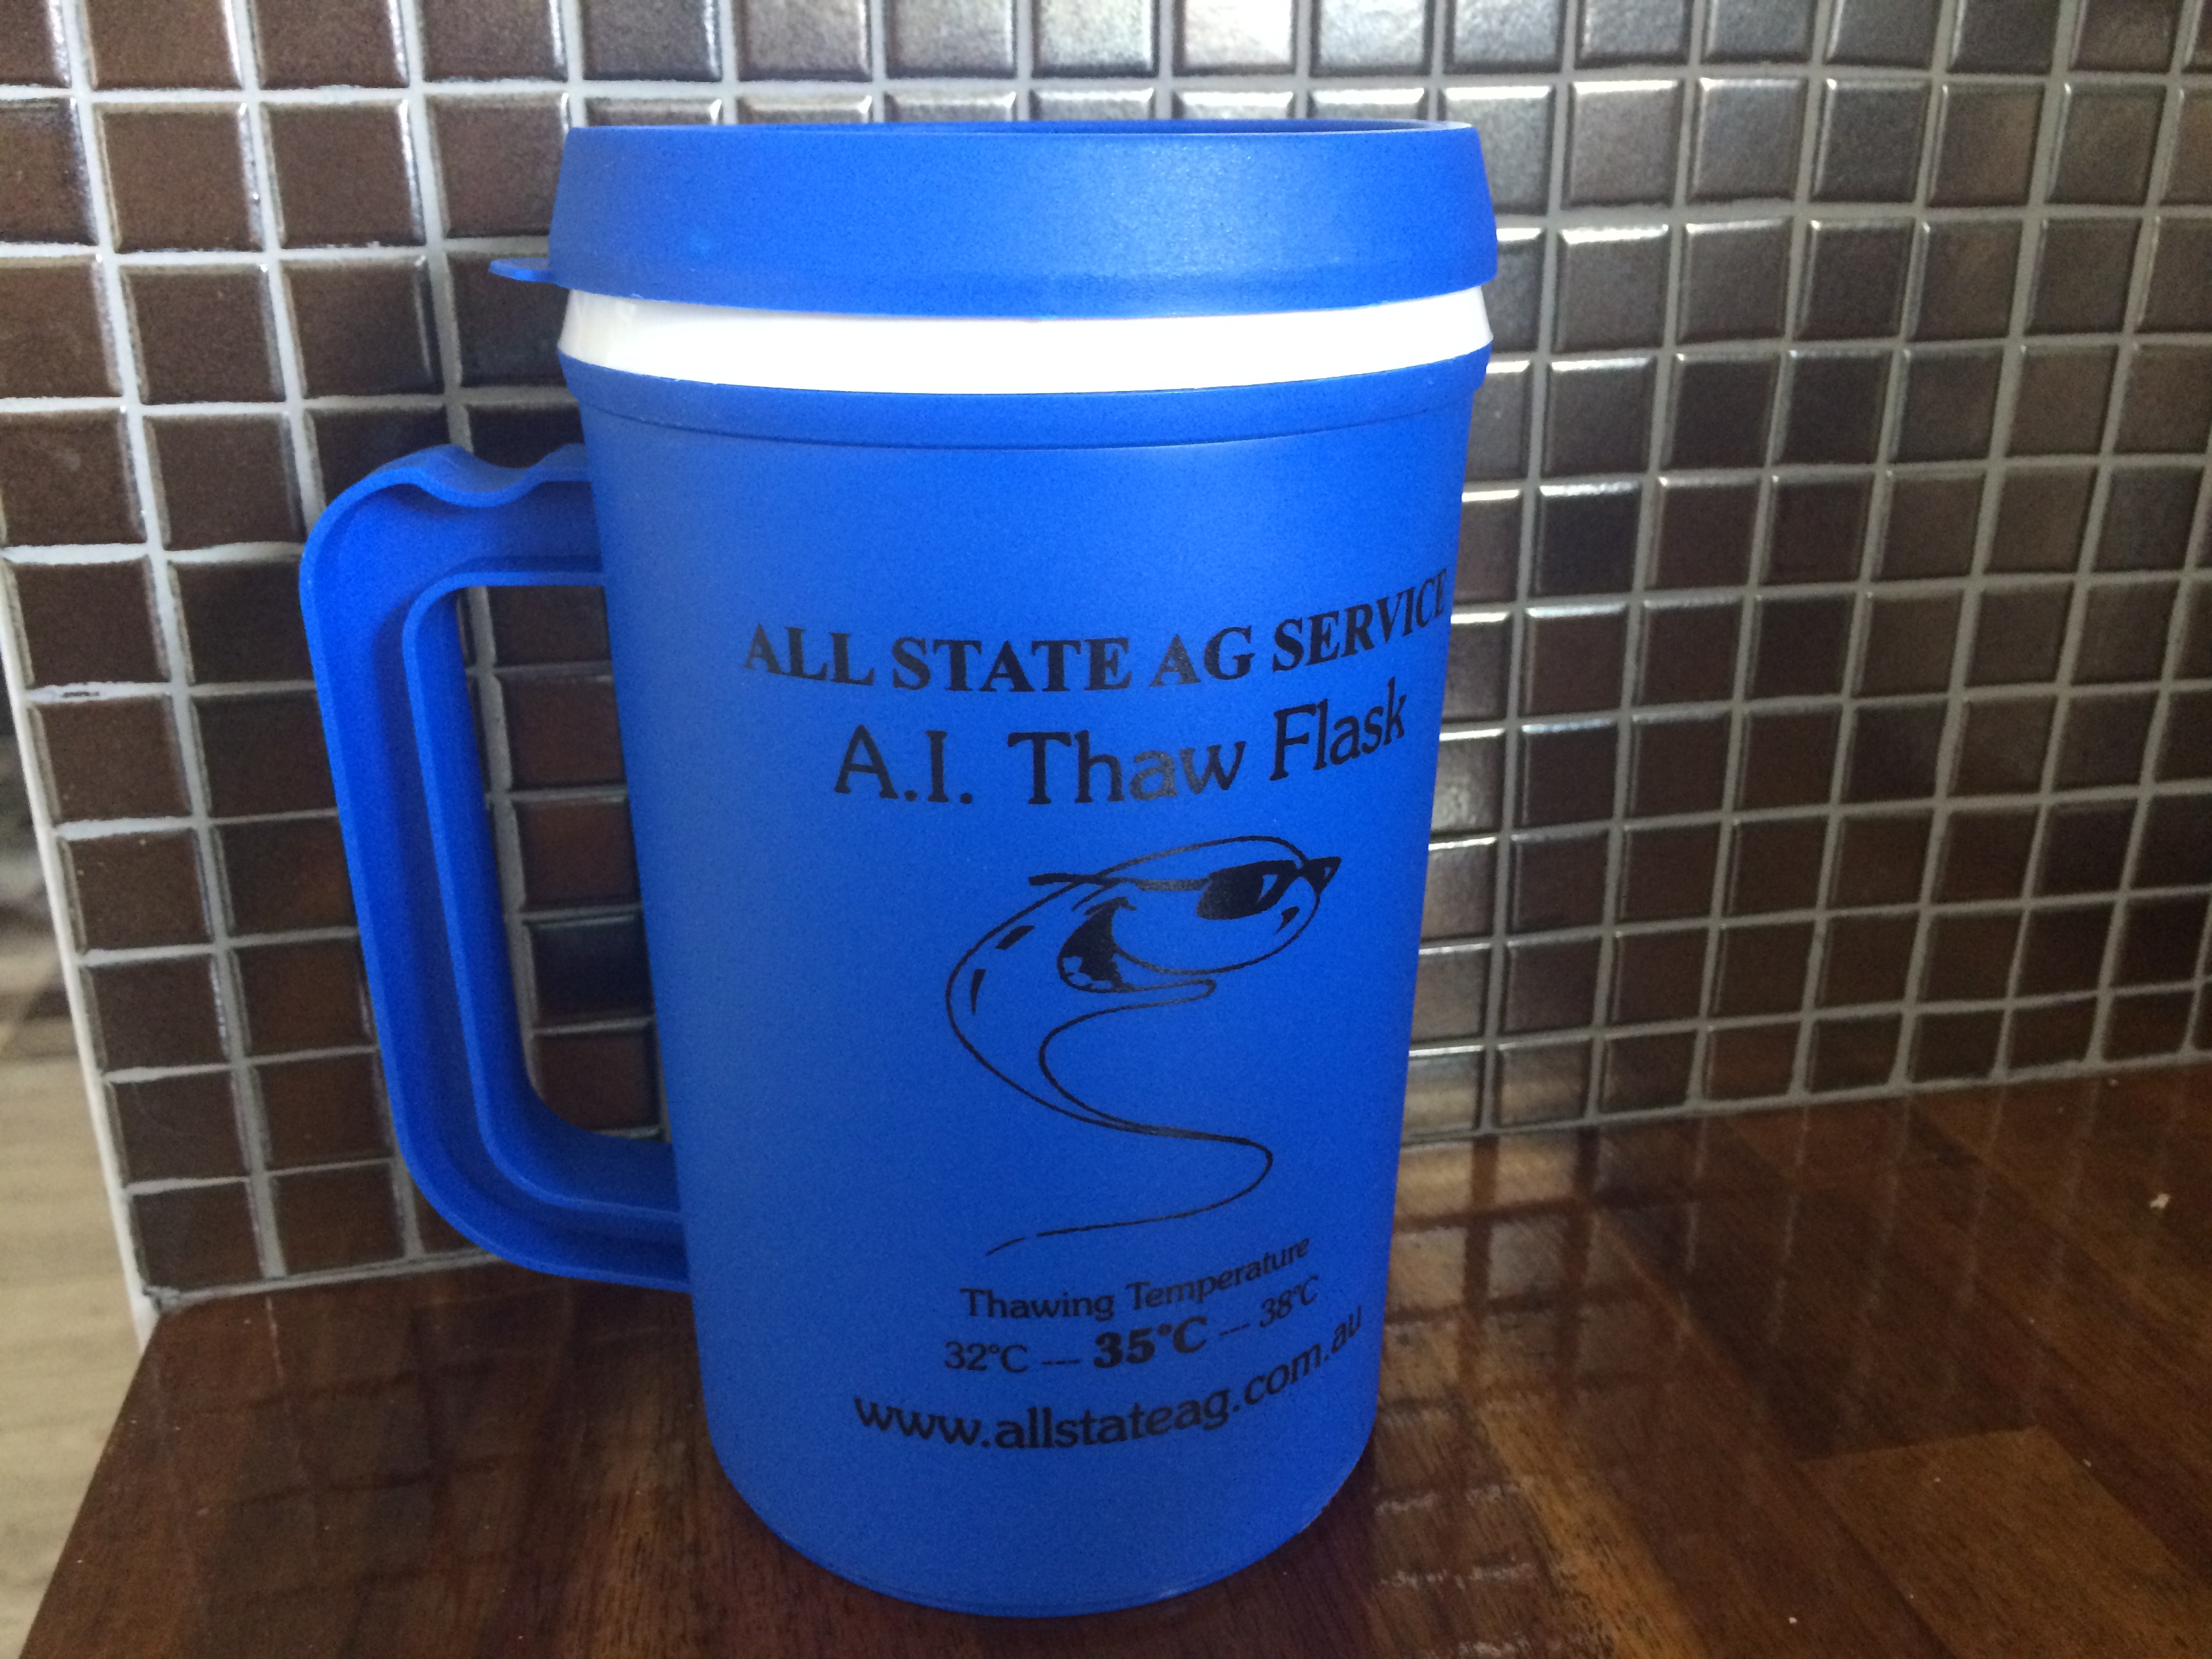 ALL STATE AG SERVICE
A.I. Thaw Flask
Thawing Temperature
32°C --- 35°C --- 38°C
www.allstateag.com.au